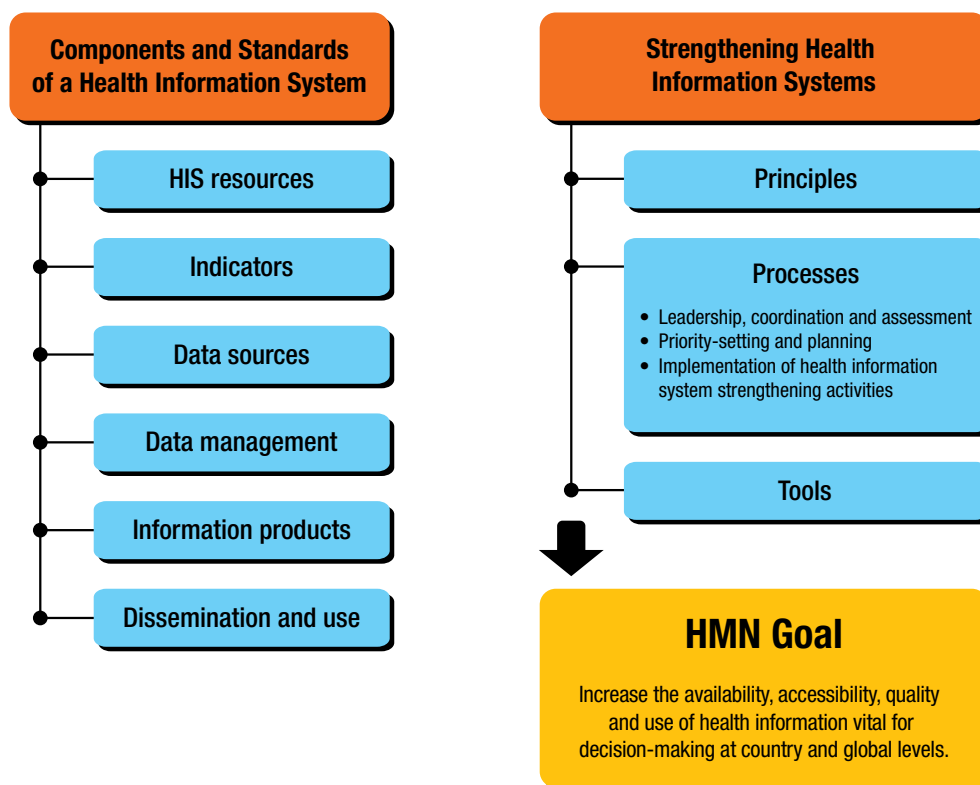 Components and Standards
of a Health Information System
HIS resources
Indicators
Data sources
Data management
Information products
Dissemination and use
Strengthening Health
Information Systems
Principles
Processes
• Leadership, coordination and assessment
• Priority-setting and planning
• Implementation of health information
system strengthening activities
Tools
HMN Goal
Increase the availability, accessibility, quality
and use of health information vital for
decision-making at country and global levels.